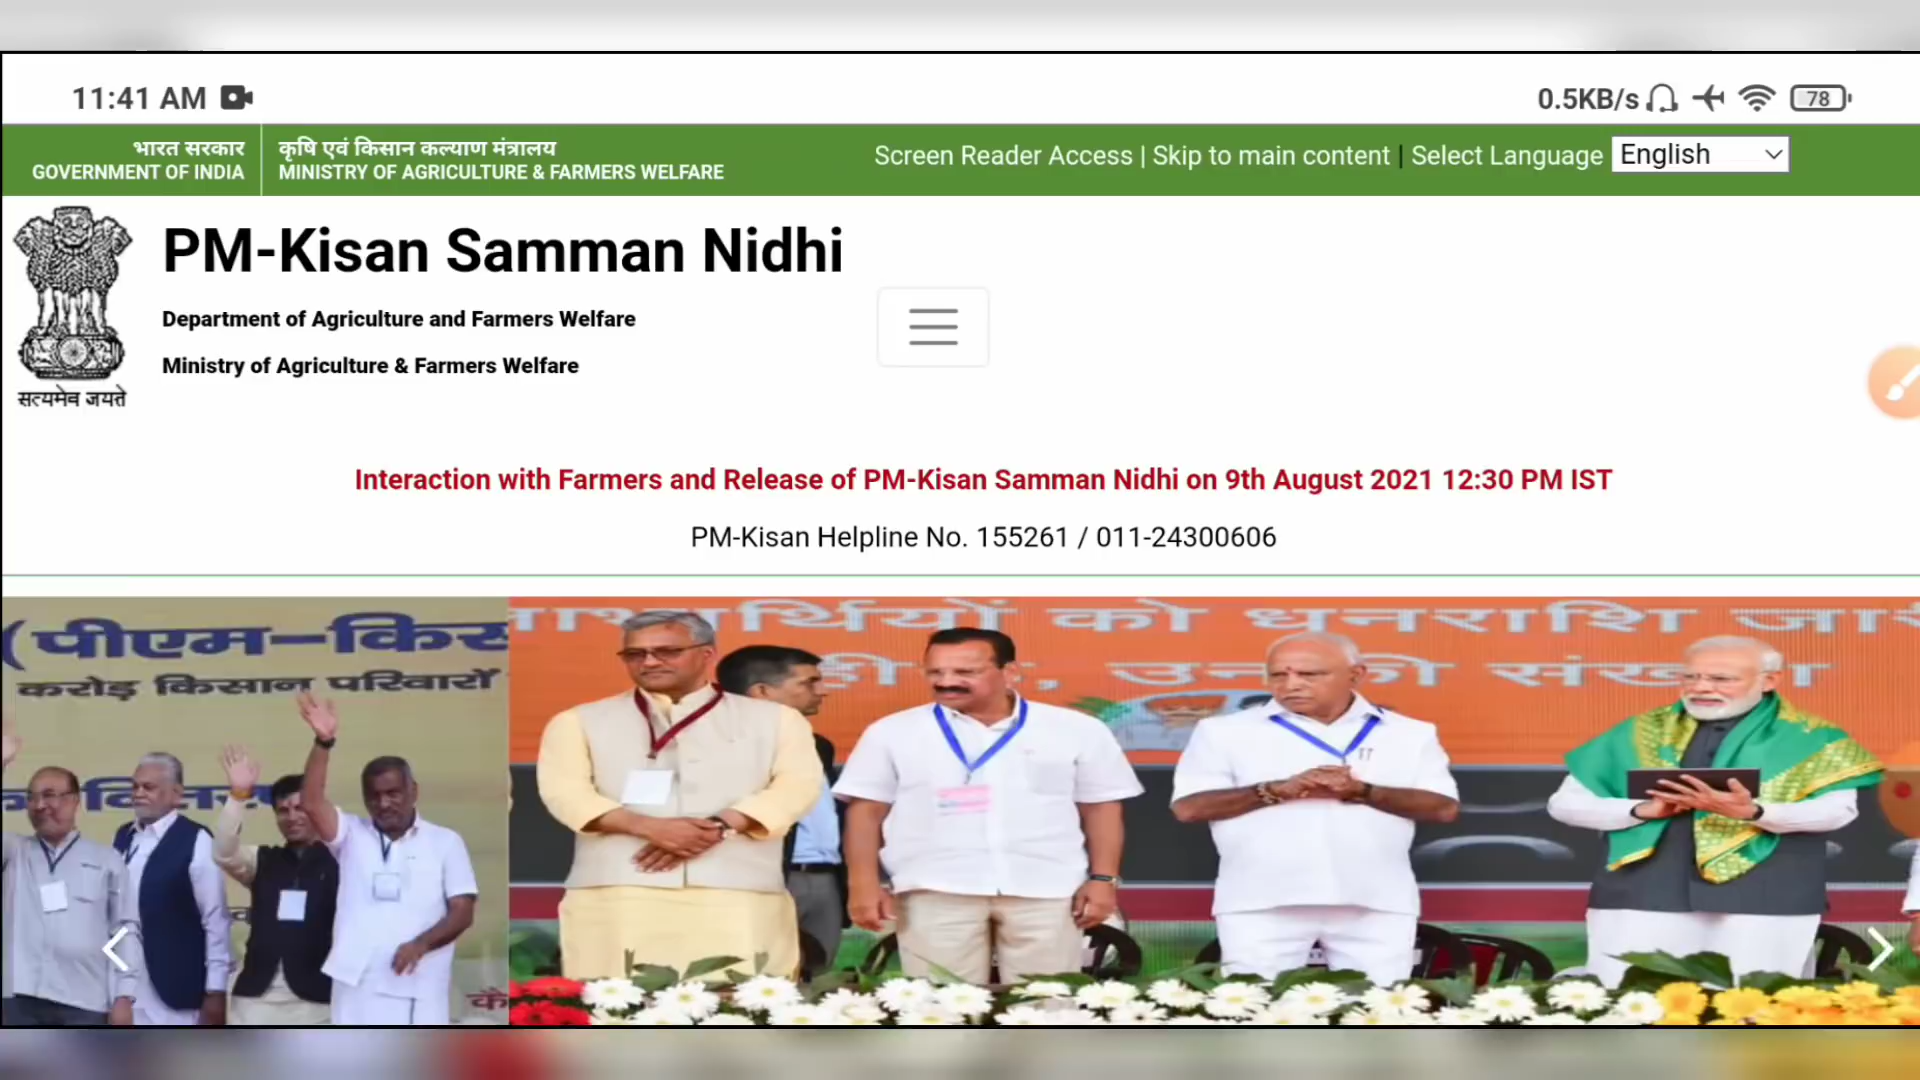 11:41 AM
0.5KB/s
78
भारत सरकार
GOVERNMENT OF INDIA
कृषि एवं किसान कल्याण मंत्रालय
MINISTRY OF AGRICULTURE & FARMERS WELFARE
Screen Reader Access | Skip to main content | Select Language English
PM-Kisan Samman Nidhi
Department of Agriculture and Farmers Welfare
Ministry of Agriculture & Farmers Welfare
सत्यमेव जयते
Interaction with Farmers and Release of PM-Kisan Samman Nidhi on 9th August 2021 12:30 PM IST
PM-Kisan Helpline No. 155261 / 011-24300606
(पीएम–किस
करोड़ किसान परिवारों
को धनराशि
संख्या